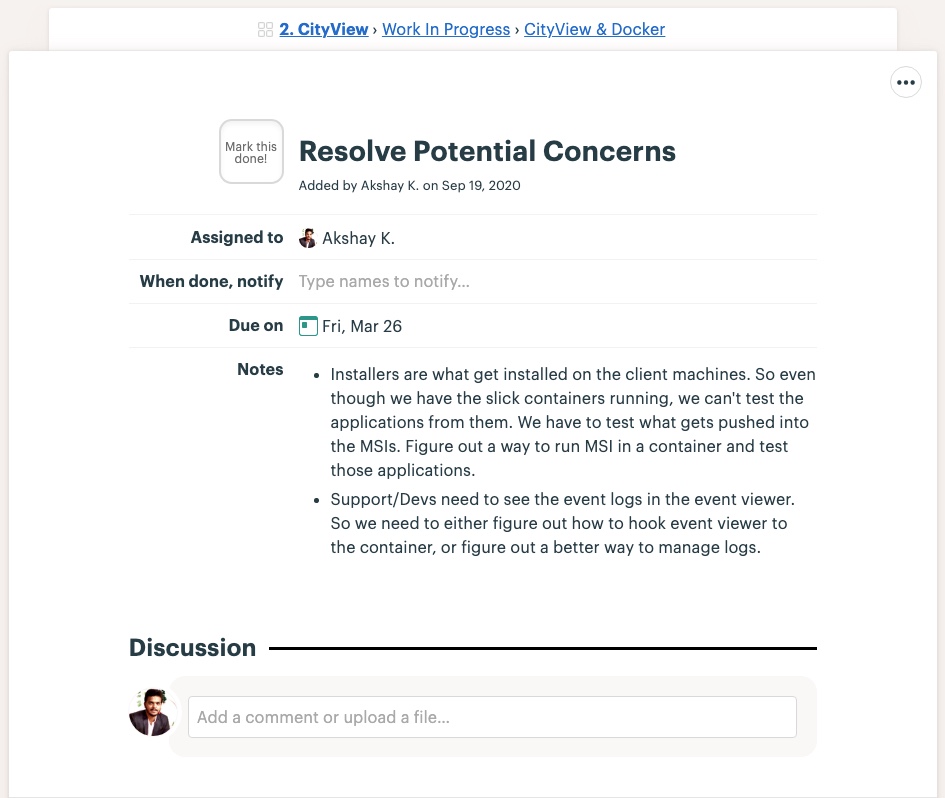 2. CityView › Work In Progress › CityView & Docker
Mark this
done!
Resolve Potential Concerns
Added by Akshay K. on Sep 19, 2020
Assigned to Akshay K.
When done, notify Type names to notify...
Due on Fri, Mar 26
Notes
• Installers are what get installed on the client machines. So even
though we have the slick containers running, we can't test the
applications from them. We have to test what gets pushed into
the MSIs. Figure out a way to run MSI in a container and test
those applications.
• Support/Devs need to see the event logs in the event viewer.
So we need to either figure out how to hook event viewer to
the container, or figure out a better way to manage logs.
Discussion
Add a comment or upload a file...